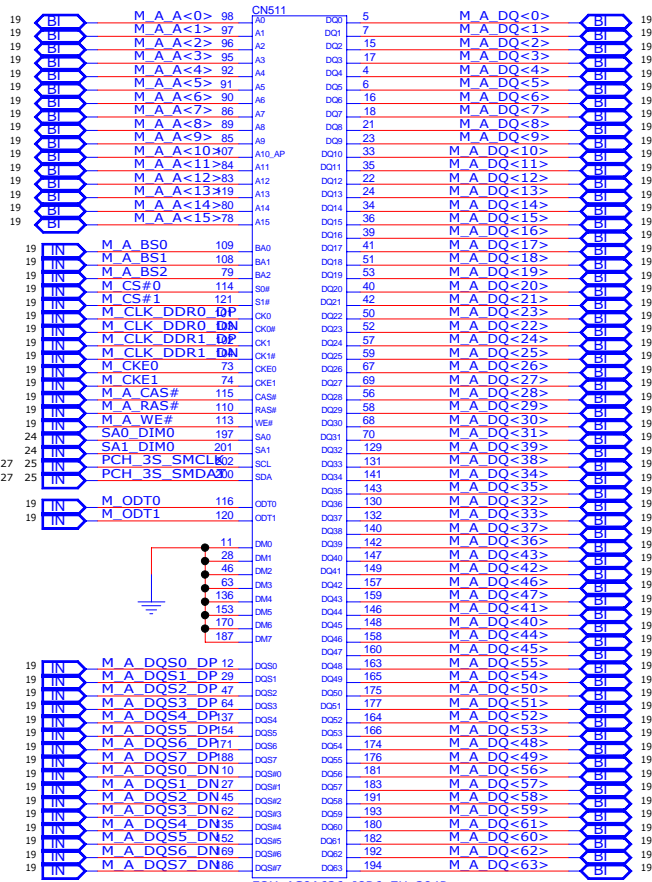 CN511
19 BI M_A_A<0> 98 A0 DQ0 5 M_A_DQ<0> BI 19
19 BI M_A_A<1> 97 A1 DQ1 7 M_A_DQ<1> BI 19
19 BI M_A_A<2> 96 A2 DQ2 15 M_A_DQ<2> BI 19
19 BI M_A_A<3> 95 A3 DQ3 17 M_A_DQ<3> BI 19
19 BI M_A_A<4> 92 A4 DQ4 4 M_A_DQ<4> BI 19
19 BI M_A_A<5> 91 A5 DQ5 6 M_A_DQ<5> BI 19
19 BI M_A_A<6> 90 A6 DQ6 16 M_A_DQ<6> BI 19
19 BI M_A_A<7> 86 A7 DQ7 18 M_A_DQ<7> BI 19
19 BI M_A_A<8> 89 A8 DQ8 21 M_A_DQ<8> BI 19
19 BI M_A_A<9> 85 A9 DQ9 23 M_A_DQ<9> BI 19
19 BI M_A_A<10> 107 A10_AP DQ10 33 M_A_DQ<10> BI 19
19 BI M_A_A<11> 84 A11 DQ11 35 M_A_DQ<11> BI 19
19 BI M_A_A<12> 83 A12 DQ12 22 M_A_DQ<12> BI 19
19 BI M_A_A<13> 119 A13 DQ13 24 M_A_DQ<13> BI 19
19 BI M_A_A<14> 80 A14 DQ14 34 M_A_DQ<14> BI 19
19 BI M_A_A<15> 78 A15 DQ15 36 M_A_DQ<15> BI 19
DQ16 39 M_A_DQ<16> BI 19
19 IN M_A_BS0 109 BA0 DQ17 41 M_A_DQ<17> BI 19
19 IN M_A_BS1 108 BA1 DQ18 51 M_A_DQ<18> BI 19
19 IN M_A_BS2 79 BA2 DQ19 53 M_A_DQ<19> BI 19
19 IN M_CS#0 114 S0# DQ20 40 M_A_DQ<20> BI 19
19 IN M_CS#1 121 S1# DQ21 42 M_A_DQ<21> BI 19
19 IN M_CLK_DDR0_DP 101 CK0 DQ22 50 M_A_DQ<22> BI 19
19 IN M_CLK_DDR0_DN 103 CK0# DQ23 52 M_A_DQ<23> BI 19
19 IN M_CLK_DDR1_DP 102 CK1 DQ24 57 M_A_DQ<24> BI 19
19 IN M_CLK_DDR1_DN 104 CK1# DQ25 59 M_A_DQ<25> BI 19
19 IN M_CKE0 73 CKE0 DQ26 67 M_A_DQ<26> BI 19
19 IN M_CKE1 74 CKE1 DQ27 69 M_A_DQ<27> BI 19
19 IN M_A_CAS# 115 CAS# DQ28 56 M_A_DQ<28> BI 19
19 IN M_A_RAS# 110 RAS# DQ29 58 M_A_DQ<29> BI 19
19 IN M_A_WE# 113 WE# DQ30 68 M_A_DQ<30> BI 19
24 IN SA0_DIM0 197 SA0 DQ31 70 M_A_DQ<31> BI 19
24 IN SA1_DIM0 201 SA1 DQ32 129 M_A_DQ<39> BI 19
27 25 IN PCH_3S_SMCLK 202 SCL DQ33 131 M_A_DQ<38> BI 19
27 25 IN PCH_3S_SMDAT 200 SDA DQ34 141 M_A_DQ<34> BI 19
DQ35 143 M_A_DQ<35> BI 19
19 IN M_ODT0 116 ODT0 DQ36 130 M_A_DQ<32> BI 19
19 IN M_ODT1 120 ODT1 DQ37 132 M_A_DQ<33> BI 19
DQ38 140 M_A_DQ<37> BI 19
11 DM0 DQ39 142 M_A_DQ<36> BI 19
28 DM1 DQ40 147 M_A_DQ<43> BI 19
46 DM2 DQ41 149 M_A_DQ<42> BI 19
63 DM3 DQ42 157 M_A_DQ<46> BI 19
136 DM4 DQ43 159 M_A_DQ<47> BI 19
153 DM5 DQ44 146 M_A_DQ<41> BI 19
170 DM6 DQ45 148 M_A_DQ<40> BI 19
187 DM7 DQ46 158 M_A_DQ<44> BI 19
DQ47 160 M_A_DQ<45> BI 19
19 IN M_A_DQS0_DP 12 DQS0 DQ48 163 M_A_DQ<55> BI 19
19 IN M_A_DQS1_DP 29 DQS1 DQ49 165 M_A_DQ<54> BI 19
19 IN M_A_DQS2_DP 47 DQS2 DQ50 175 M_A_DQ<50> BI 19
19 IN M_A_DQS3_DP 64 DQS3 DQ51 177 M_A_DQ<51> BI 19
19 IN M_A_DQS4_DP 137 DQS4 DQ52 164 M_A_DQ<52> BI 19
19 IN M_A_DQS5_DP 154 DQS5 DQ53 166 M_A_DQ<53> BI 19
19 IN M_A_DQS6_DP 171 DQS6 DQ54 174 M_A_DQ<48> BI 19
19 IN M_A_DQS7_DP 188 DQS7 DQ55 176 M_A_DQ<49> BI 19
19 IN M_A_DQS0_DN 10 DQS#0 DQ56 181 M_A_DQ<56> BI 19
19 IN M_A_DQS1_DN 27 DQS#1 DQ57 183 M_A_DQ<57> BI 19
19 IN M_A_DQS2_DN 45 DQS#2 DQ58 191 M_A_DQ<58> BI 19
19 IN M_A_DQS3_DN 62 DQS#3 DQ59 193 M_A_DQ<59> BI 19
19 IN M_A_DQS4_DN 135 DQS#4 DQ60 180 M_A_DQ<61> BI 19
19 IN M_A_DQS5_DN 152 DQS#5 DQ61 182 M_A_DQ<60> BI 19
19 IN M_A_DQS6_DN 169 DQS#6 DQ62 192 M_A_DQ<62> BI 19
19 IN M_A_DQS7_DN 186 DQS#7 DQ63 194 M_A_DQ<63> BI 19